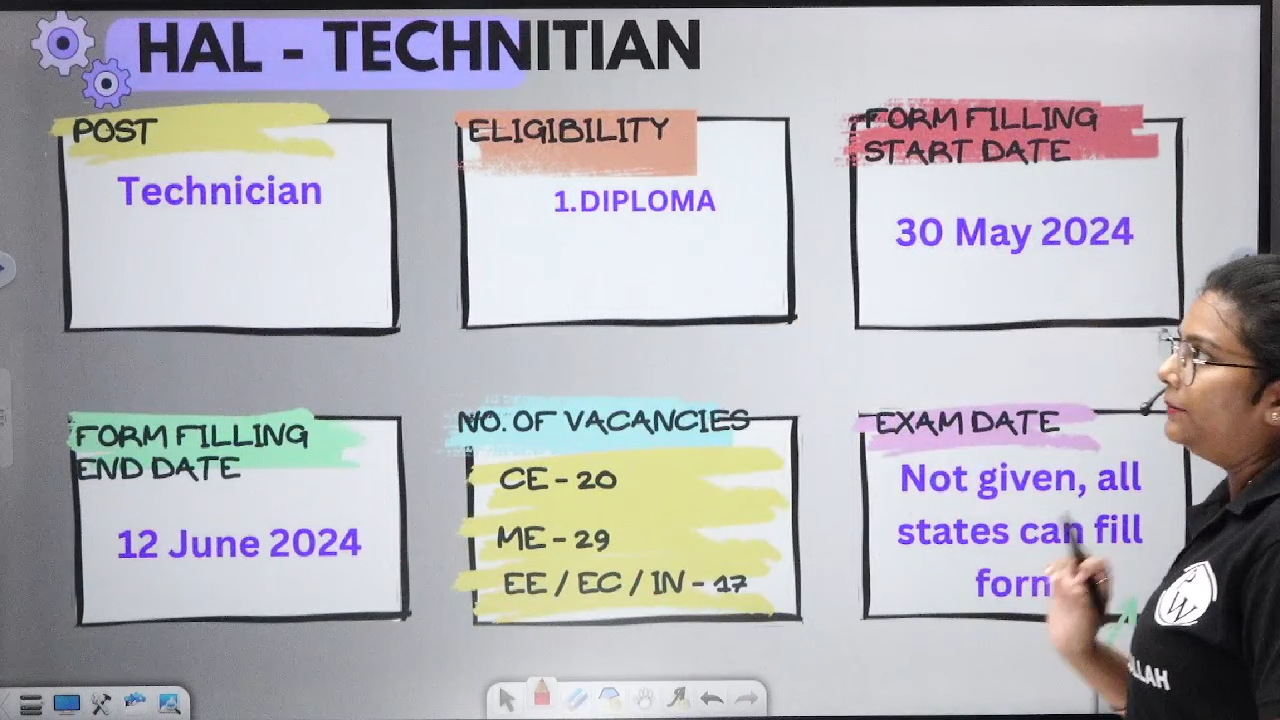 HAL - TECHNITIAN
POST
Technician
ELIGIBILITY
1.DIPLOMA
FORM FILLING
START DATE
30 May 2024
FORM FILLING
END DATE
12 June 2024
NO. OF VACANCIES
CE - 20
ME - 29
EE / EC / IN - 17
EXAM DATE
Not given, all
states can fill
form
W
LLAH